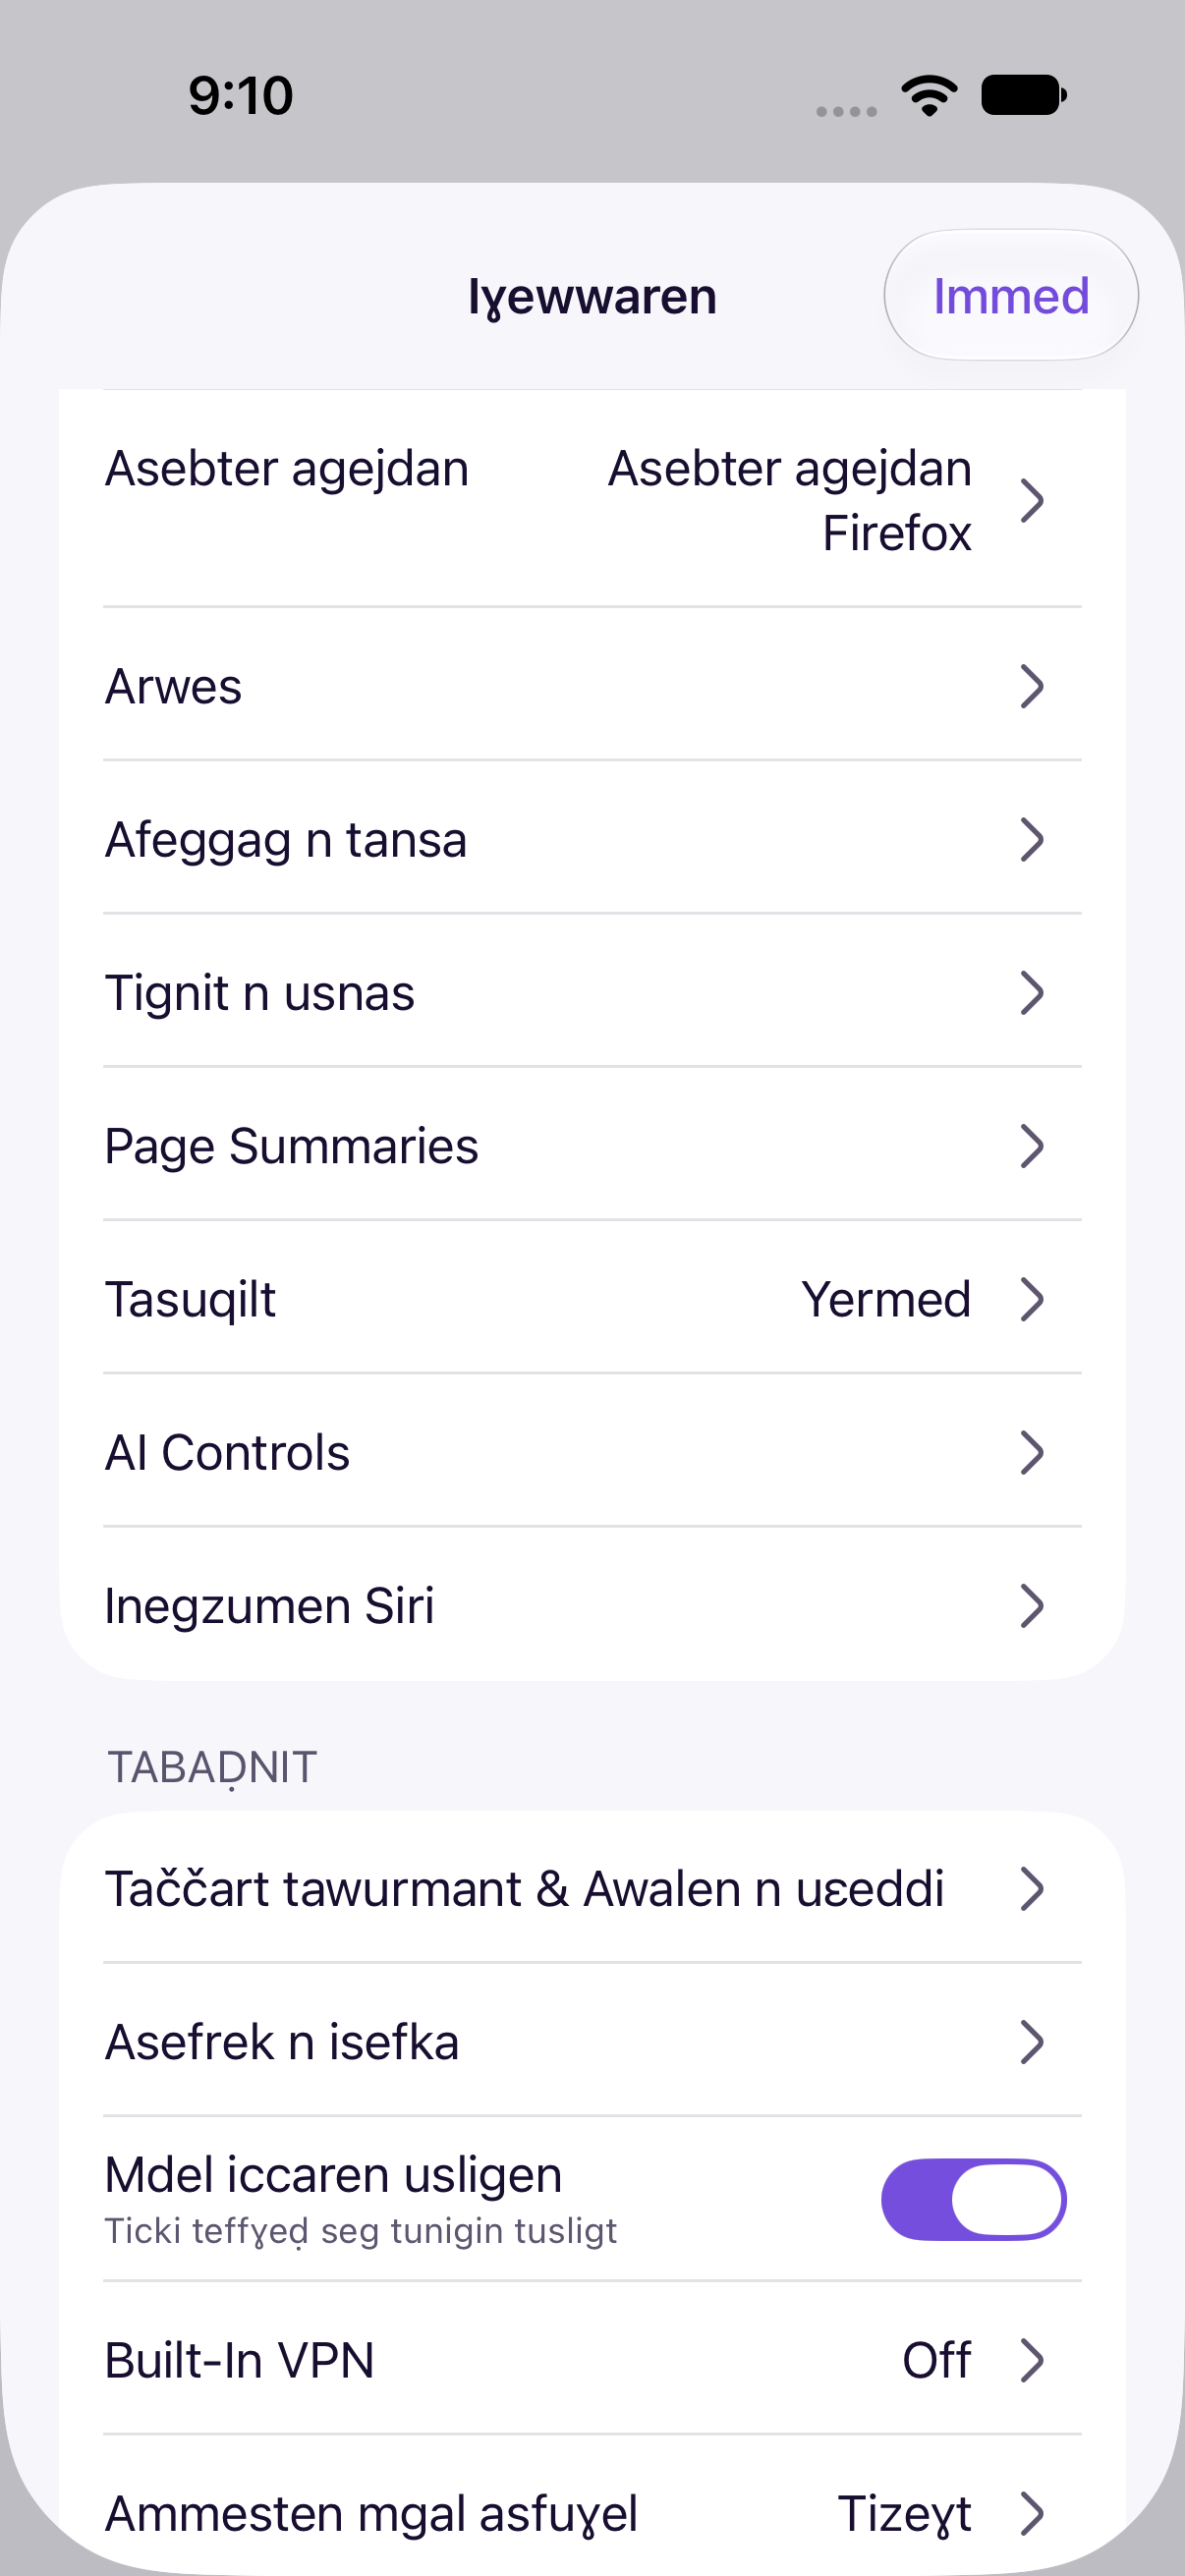 9:10
Iɣewwaren
Immed
Asebter agejdan
Asebter agejdan
Firefox
Arwes
Afeggag n tansa
Tignit n usnas
Page Summaries
Tasuqilt
Yermed
AI Controls
Inegzumen Siri
TABAḌNIT
Taččart tawurmant & Awalen n uɛeddi
Asefrek n isefka
Mdel iccaren usligen
Ticki teffɣeḍ seg tunigin tusligt
Built-In VPN
Off
Ammesten mgal asfuɣel
Tizeɣt